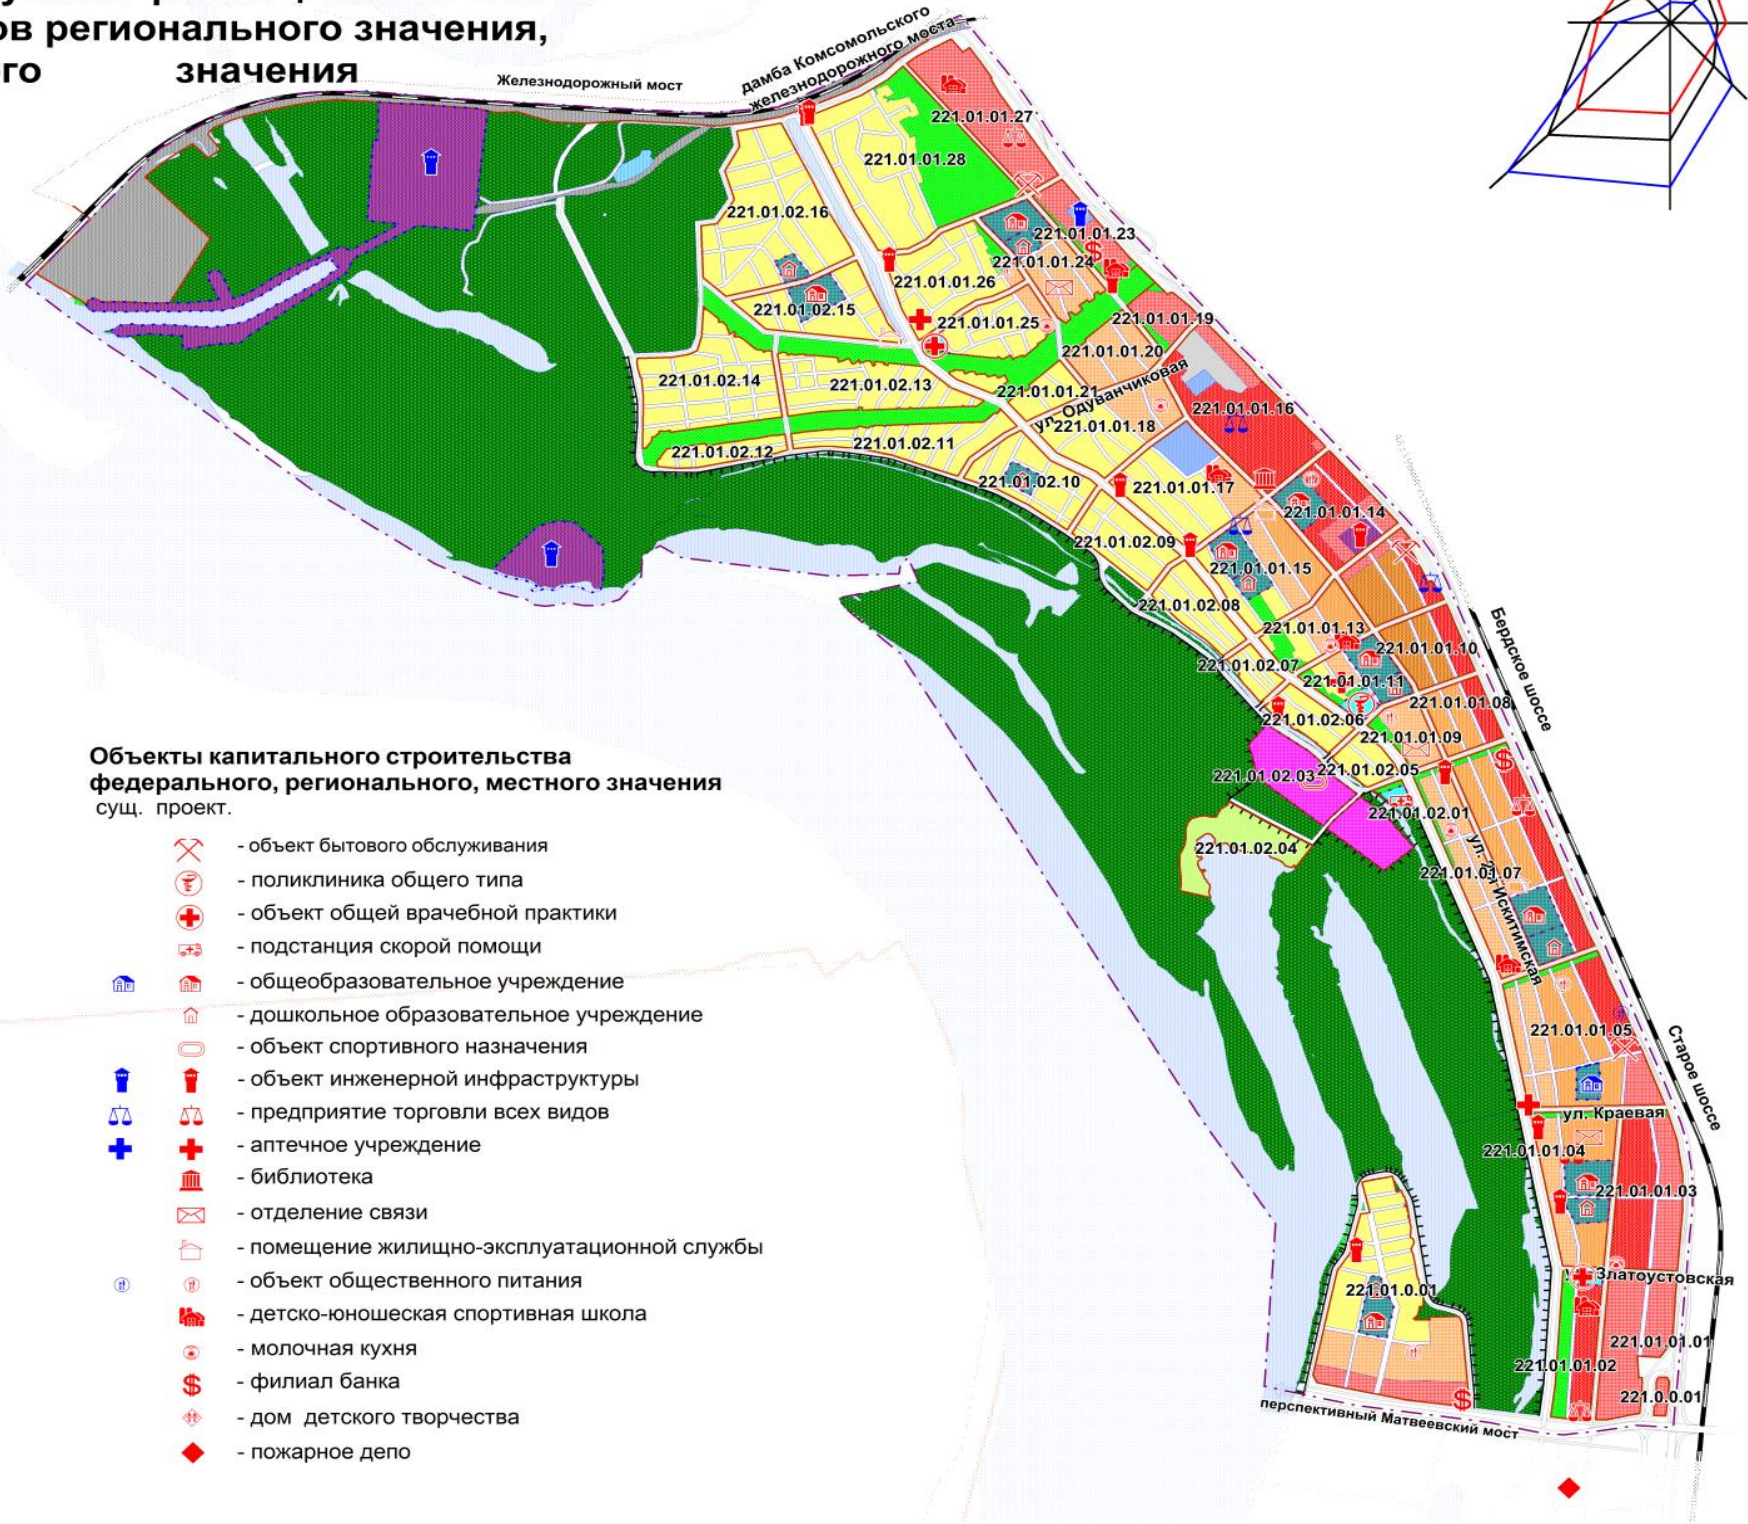 ов регионального значения,
значения
Железнодорожный мост
дамба Комсомольского
железнодорожного моста
221.01.01.27
221.01.01.28
221.01.02.16
221.01.01.23
221.01.01.24
221.01.01.26
221.01.02.15
221.01.01.25
221.01.01.19
221.01.01.20
221.01.02.14
221.01.02.13
221.01.01.21
ул. Одуванчиковая
221.01.01.16
221.01.01.18
221.01.02.11
221.01.02.12
221.01.02.10
221.01.01.17
221.01.01.14
221.01.02.09
221.01.01.15
221.01.02.08
221.01.01.13
221.01.01.10
221.01.02.07
221.01.01.11
221.01.01.08
221.01.02.06
221.01.01.09
Бердское шоссе
221.01.02.03
221.01.02.05
221.01.02.01
221.01.02.04
221.01.01.07
ул. 2-я Искитимская
221.01.01.05
Старое шоссе
ул. Краевая
221.01.01.04
221.01.01.03
Златоустовская
221.01.0.01
221.01.01.01
221.01.01.02
221.0.0.01
перспективный Матвеевский мост
Объекты капитального строительства
федерального, регионального, местного значения
сущ. проект.
- объект бытового обслуживания
- поликлиника общего типа
- объект общей врачебной практики
- подстанция скорой помощи
- общеобразовательное учреждение
- дошкольное образовательное учреждение
- объект спортивного назначения
- объект инженерной инфраструктуры
- предприятие торговли всех видов
- аптечное учреждение
- библиотека
- отделение связи
- помещение жилищно-эксплуатационной службы
- объект общественного питания
- детско-юношеская спортивная школа
- молочная кухня
- филиал банка
- дом детского творчества
- пожарное депо